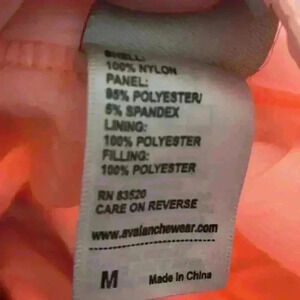 SHELL:
100% NYLON
PANEL:
95% POLYESTER/
5% SPANDEX
LINING:
100% POLYESTER
FILLING:
100% POLYESTER
RN 83520
CARE ON REVERSE
www.avalanchewear.com
M Made in China